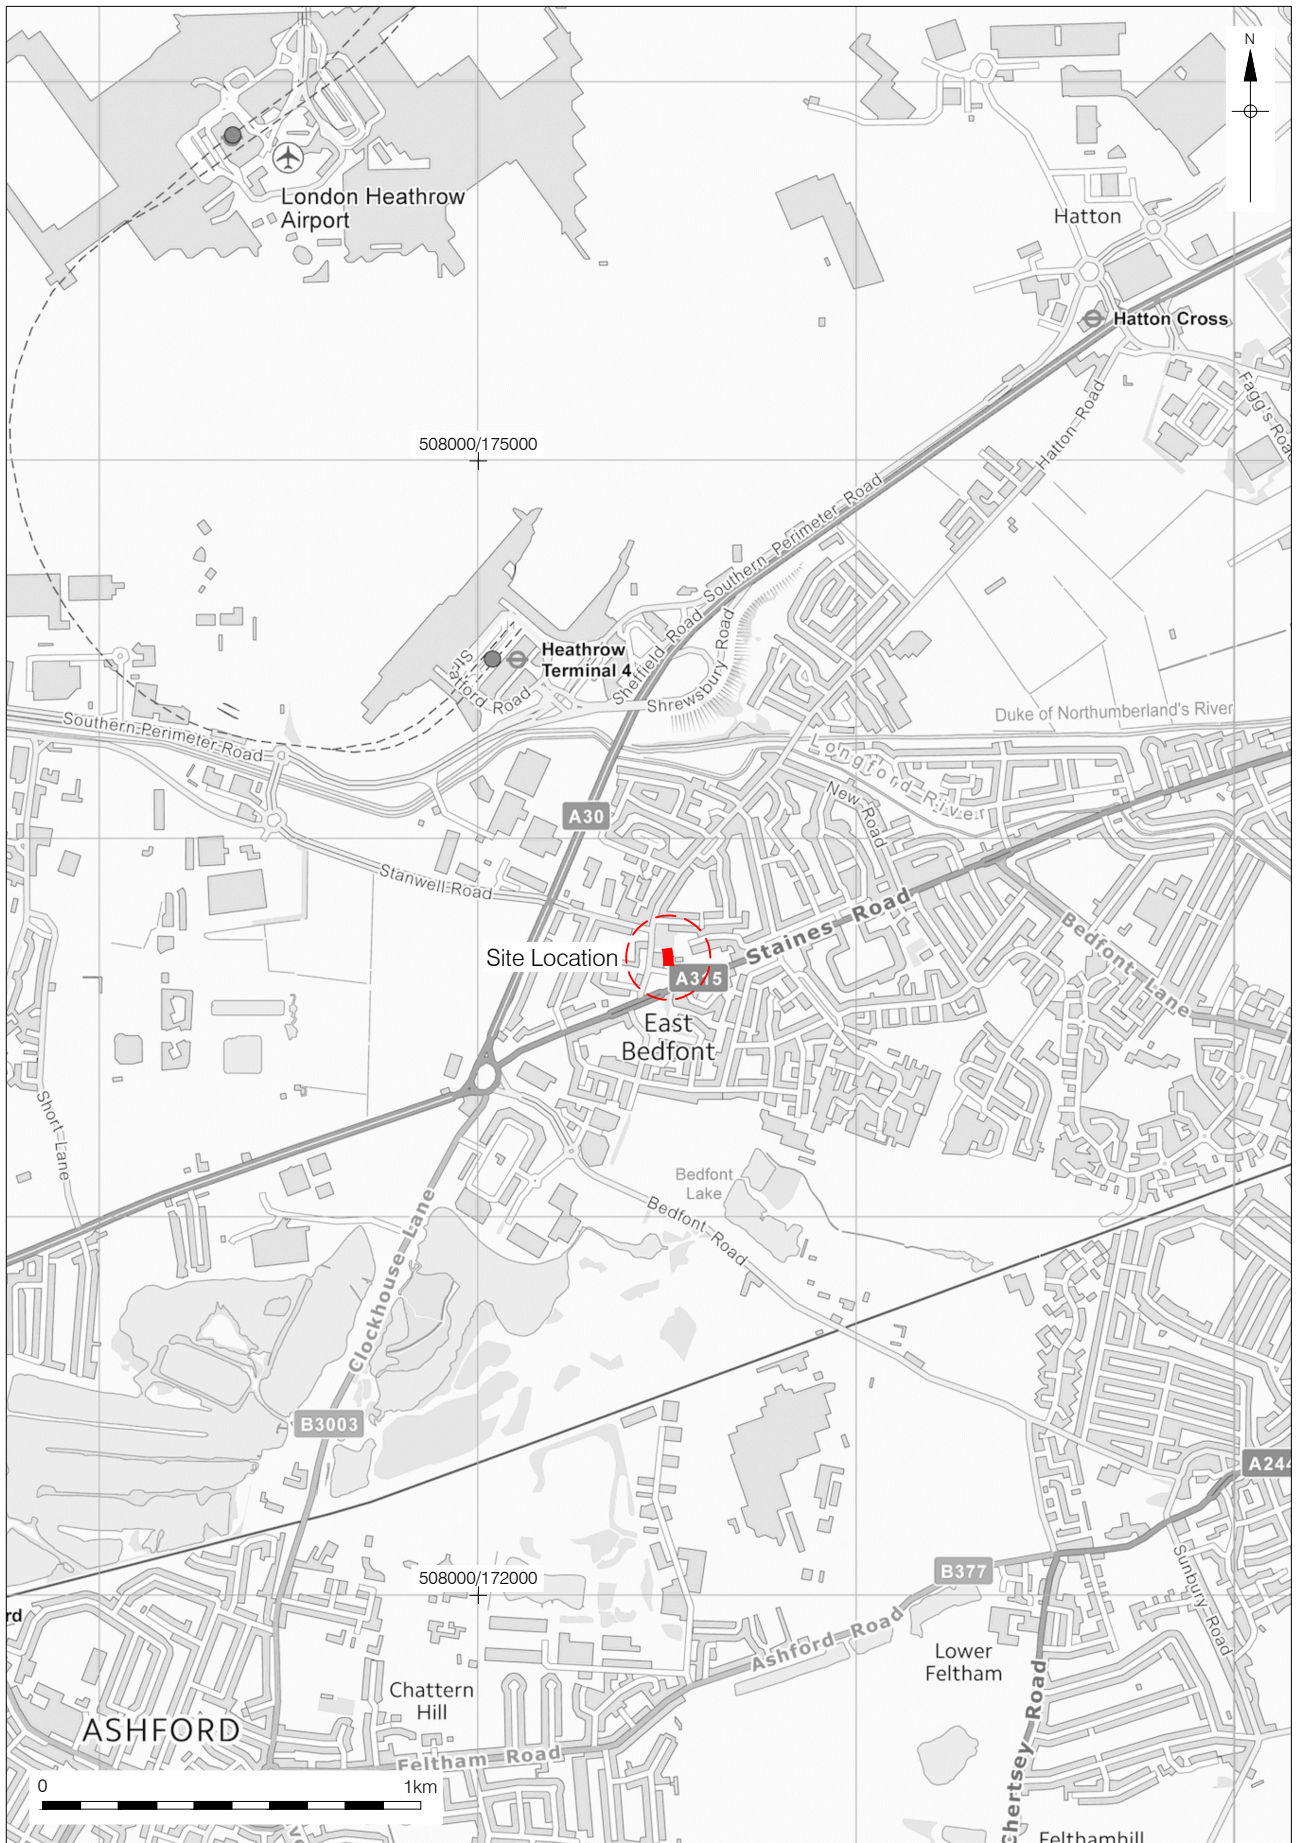 N
London Heathrow
Airport
Hatton
Hatton Cross
Fagg's Road
Hatton Road
508000/175000
Southern Perimeter Road
Heathrow
Terminal 4
Sheffield Road
Shrewsbury Road
Stratford Road
Duke of Northumberland's River
Southern Perimeter Road
Longford River
New Road
A30
Stanwell Road
Staines Road
Bedfont Lane
Site Location
A315
East
Bedfont
Short Lane
Bedfont
Lake
Bedfont Road
Clockhouse Lane
B3003
A244
508000/172000
B377
Sunbury Road
rd
Ashford Road
Lower
Feltham
Chattern
Hill
ASHFORD
Feltham Road
Chertsey Road
0
1km
Felthamhill